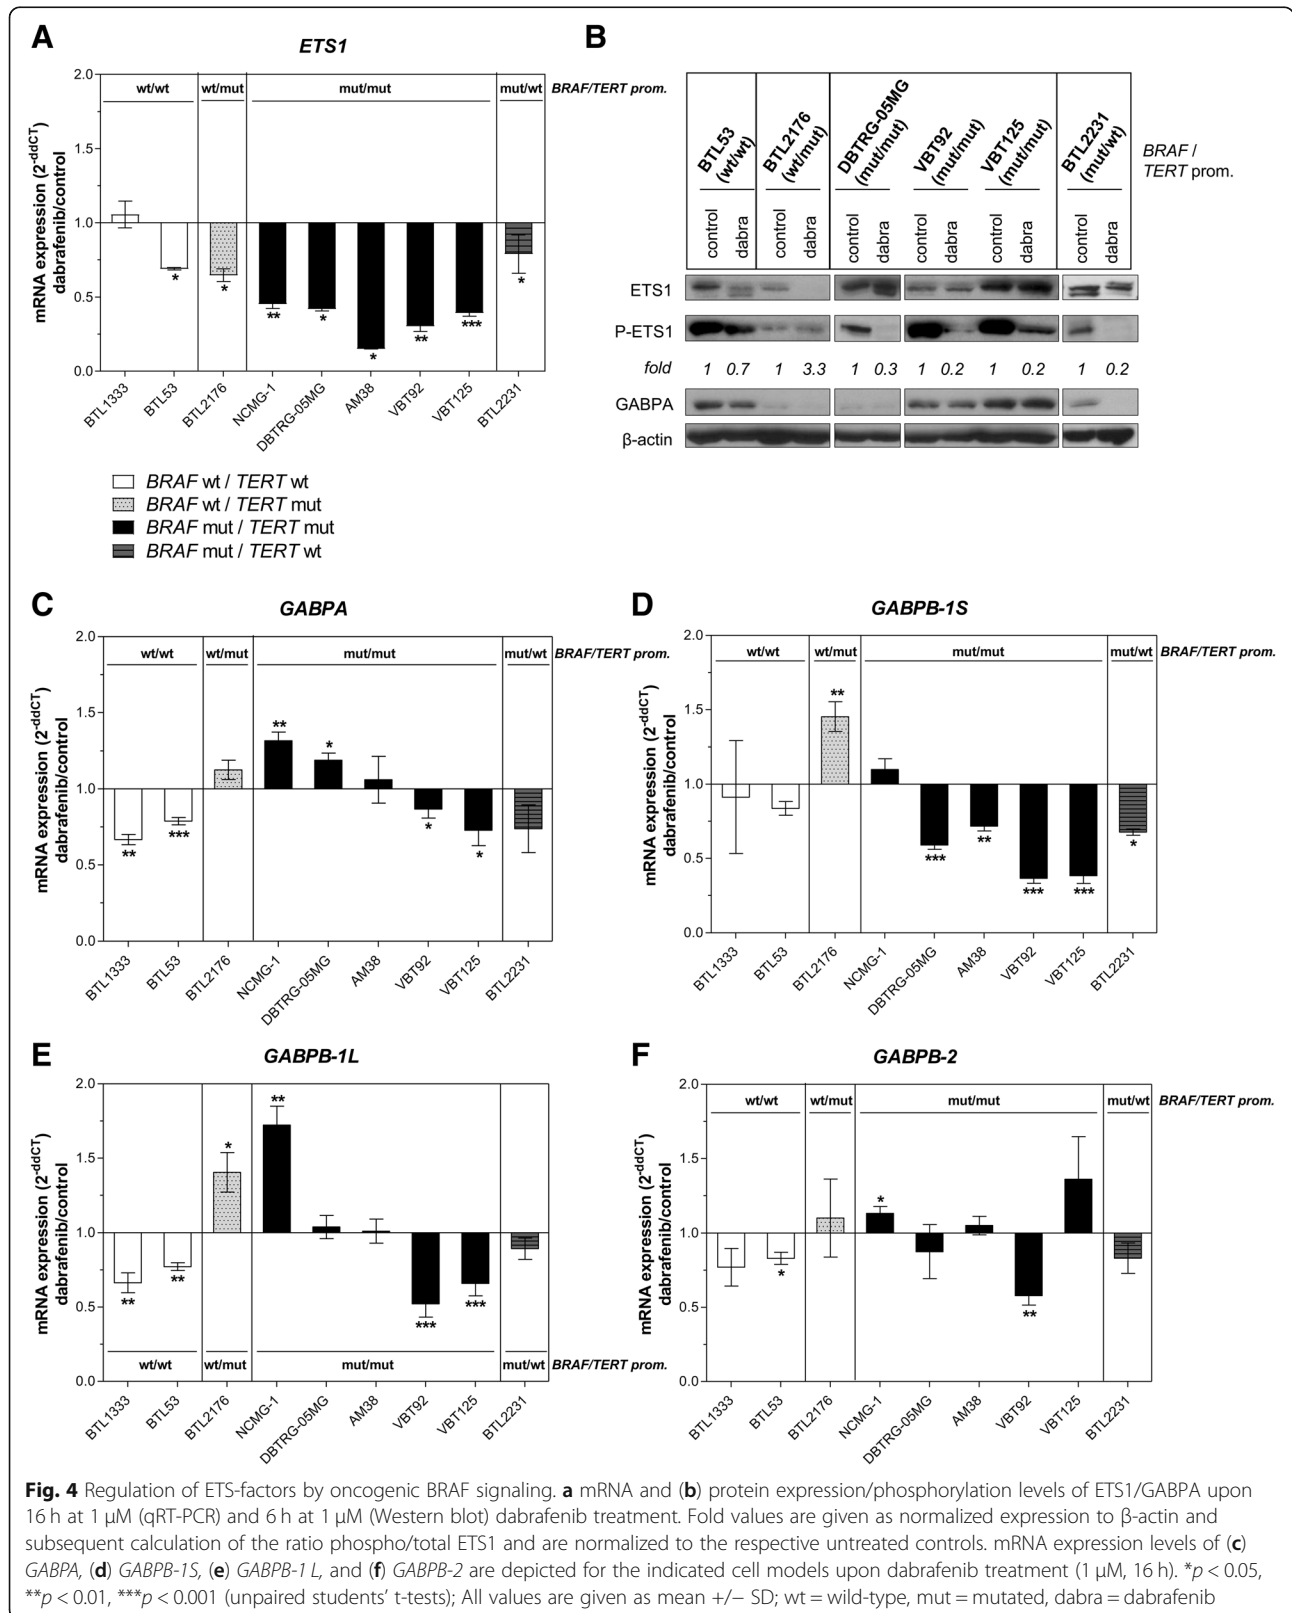 A
ETS1
2.0
1.5
1.0
0.5
0.0
mRNA expression (2-ddCT)
dabrafenib/control
wt/wt
wt/mut
mut/mut
mut/wt
BRAF/TERT prom.
*
*
**
*
*
**
***
*
BTL1333
BTL53
BTL2176
NCMG-1
DBTRG-05MG
AM38
VBT92
VBT125
BTL2231
BRAF wt / TERT wt
BRAF wt / TERT mut
BRAF mut / TERT mut
BRAF mut / TERT wt
B
BTL53
(wt/wt)
BTL2176
(wt/mut)
DBTRG-05MG
(mut/mut)
VBT92
(mut/mut)
VBT125
(mut/mut)
BTL2231
(mut/wt)
BRAF /
TERT prom.
control dabra control dabra control dabra control dabra control dabra control dabra
ETS1
P-ETS1
fold 1 0.7 1 3.3 1 0.3 1 0.2 1 0.2 1 0.2
GABPA
β-actin
C
GABPA
2.0
1.5
1.0
0.5
0.0
mRNA expression (2-ddCT)
dabrafenib/control
wt/wt
wt/mut
mut/mut
mut/wt
BRAF/TERT prom.
**
***
**
*
*
*
BTL1333
BTL53
BTL2176
NCMG-1
DBTRG-05MG
AM38
VBT92
VBT125
BTL2231
D
GABPB-1S
2.0
1.5
1.0
0.5
0.0
mRNA expression (2-ddCT)
dabrafenib/control
wt/wt
wt/mut
mut/mut
mut/wt
BRAF/TERT prom.
**
***
**
***
***
*
BTL1333
BTL53
BTL2176
NCMG-1
DBTRG-05MG
AM38
VBT92
VBT125
BTL2231
E
GABPB-1L
2.0
1.5
1.0
0.5
0.0
mRNA expression (2-ddCT)
dabrafenib/control
**
**
*
**
***
***
wt/wt
wt/mut
mut/mut
mut/wt
BRAF/TERT prom.
BTL1333
BTL53
BTL2176
NCMG-1
DBTRG-05MG
AM38
VBT92
VBT125
BTL2231
F
GABPB-2
2.0
1.5
1.0
0.5
0.0
mRNA expression (2-ddCT)
dabrafenib/control
wt/wt
wt/mut
mut/mut
mut/wt
BRAF/TERT prom.
*
*
**
BTL1333
BTL53
BTL2176
NCMG-1
DBTRG-05MG
AM38
VBT92
VBT125
BTL2231
Fig. 4 Regulation of ETS-factors by oncogenic BRAF signaling. a mRNA and (b) protein expression/phosphorylation levels of ETS1/GABPA upon
16 h at 1 μM (qRT-PCR) and 6 h at 1 μM (Western blot) dabrafenib treatment. Fold values are given as normalized expression to β-actin and
subsequent calculation of the ratio phospho/total ETS1 and are normalized to the respective untreated controls. mRNA expression levels of (c)
GABPA, (d) GABPB-1S, (e) GABPB-1 L, and (f) GABPB-2 are depicted for the indicated cell models upon dabrafenib treatment (1 μM, 16 h). *p < 0.05,
**p < 0.01, ***p < 0.001 (unpaired students’ t-tests); All values are given as mean +/− SD; wt = wild-type, mut = mutated, dabra = dabrafenib